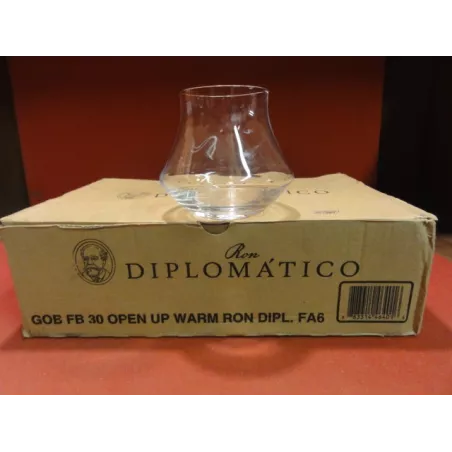 Ron
DIPLOMÁTICO
GOB FB 30 OPEN UP WARM RON DIPL. FA6